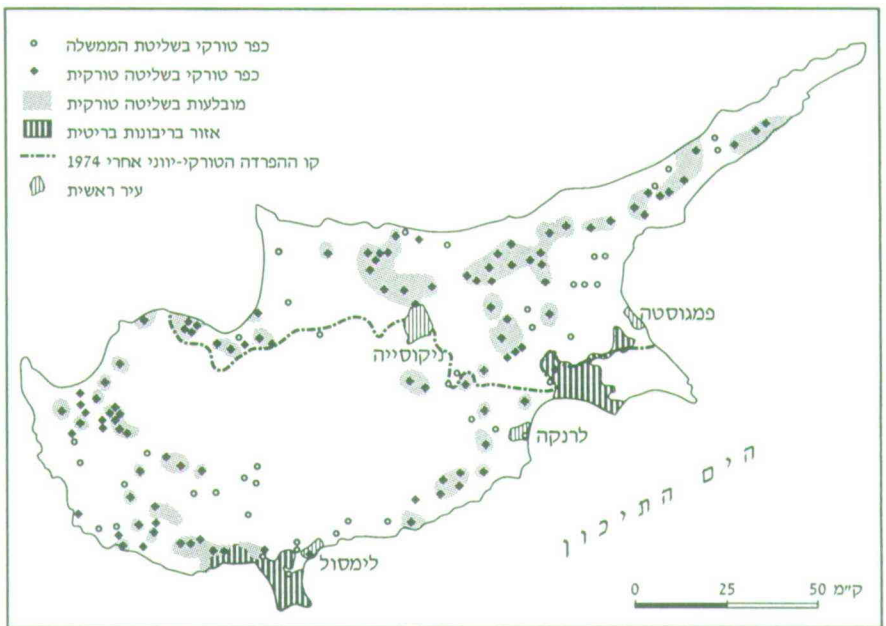 כפר טורקי בשליטת הממשלה
כפר טורקי בשליטה טורקית
מובלעות בשליטה טורקית
אזור בריבונות בריטית
קו ההפרדה הטורקי-יווני אחרי 1974
עיר ראשית
פמגוסטה
ניקוסייה
לרנקה
הים התיכון
לימסול
0 25 50 ק"מ